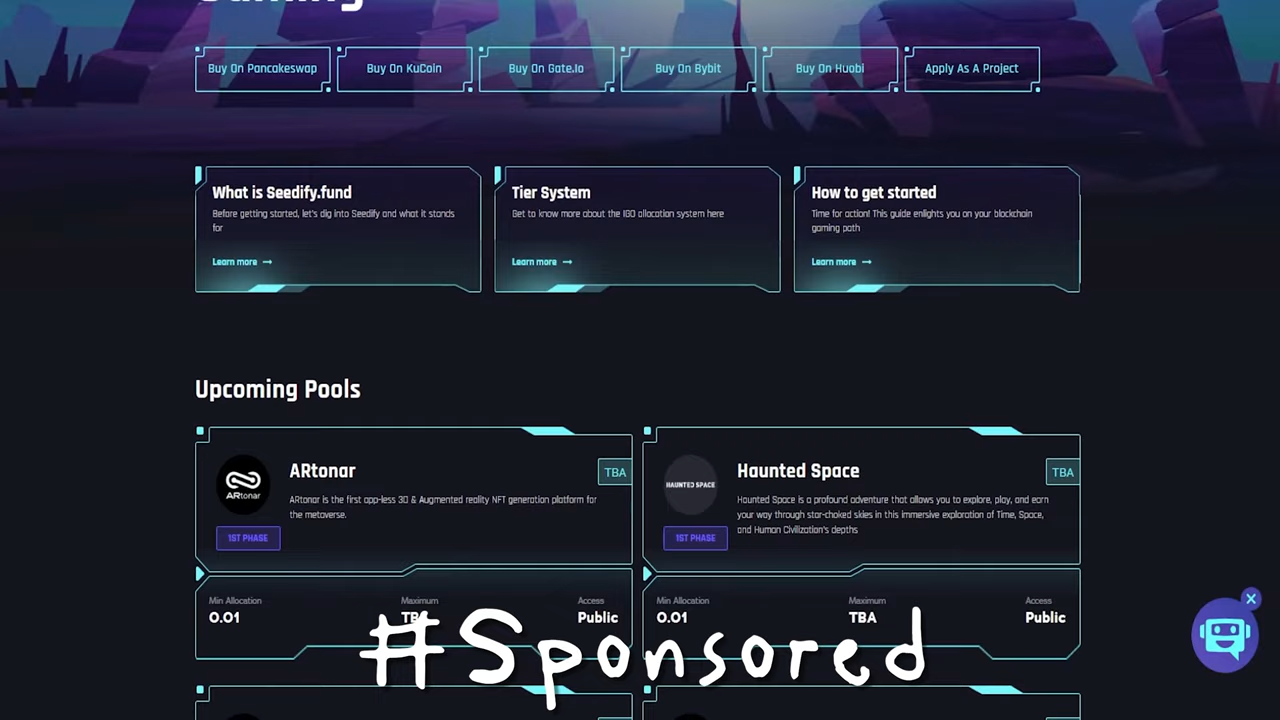 Gaming
Buy On Pancakeswap
Buy On KuCoin
Buy On Gate.Io
Buy On Bybit
Buy On Huobi
Apply As A Project
What is Seedify.fund
Before getting started, let's dig into Seedify and what it stands
for
Learn more →
Tier System
Get to know more about the IGO allocation system here
Learn more →
How to get started
Time for action! This guide enlights you on your blockchain
gaming path
Learn more →
Upcoming Pools
ARtonar
ARtonar
TBA
ARtonar is the first app-less 3D & Augmented reality NFT generation platform for
the metaverse.
1ST PHASE
Min Allocation
0.01
Maximum
TBA
Access
Public
HAUNTED SPACE
Haunted Space
TBA
Haunted Space is a profound adventure that allows you to explore, play, and earn
your way through star-choked skies in this immersive exploration of Time, Space,
and Human Civilization's depths
1ST PHASE
Min Allocation
0.01
Maximum
TBA
Access
Public
#Sponsored